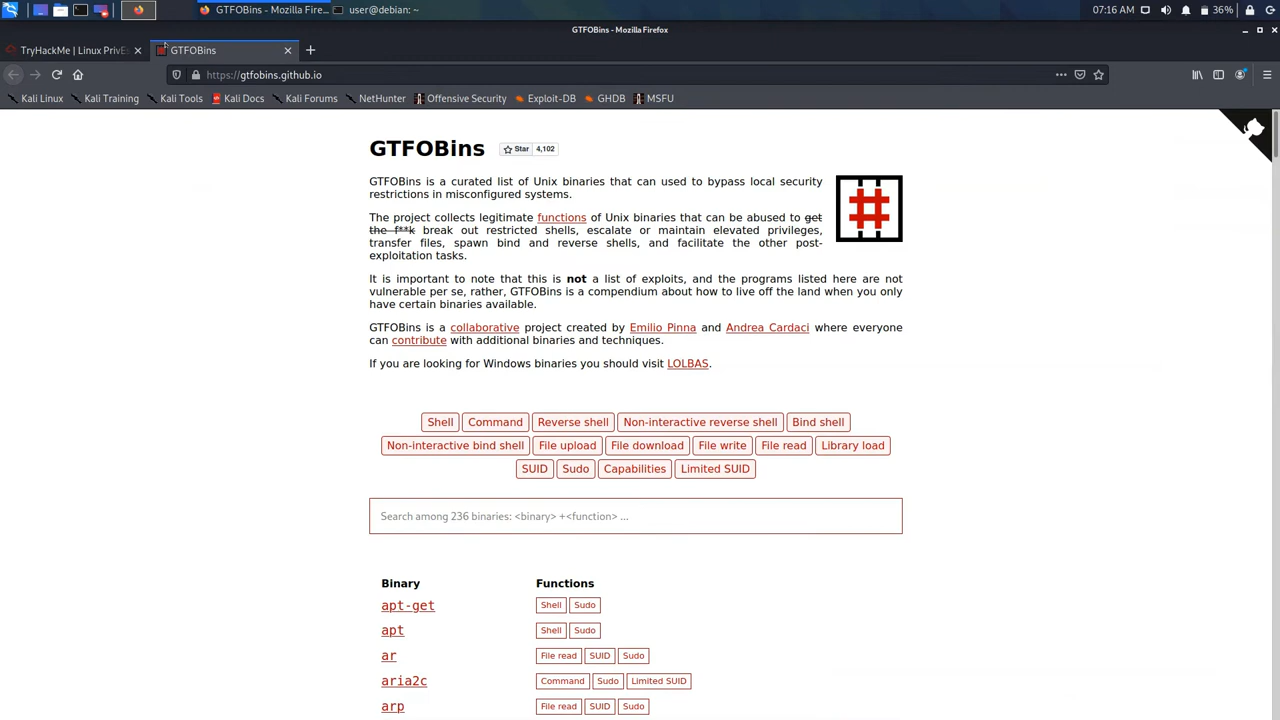 GTFOBins - Mozilla Fire...
user@debian: ~
07:16 AM
36%
GTFOBins - Mozilla Firefox
TryHackMe | Linux PrivEs
GTFOBins
https://gtfobins.github.io
Kali Linux
Kali Training
Kali Tools
Kali Docs
Kali Forums
NetHunter
Offensive Security
Exploit-DB
GHDB
MSFU
GTFOBins
Star 4,102
GTFOBins is a curated list of Unix binaries that can used to bypass local security
restrictions in misconfigured systems.
The project collects legitimate functions of Unix binaries that can be abused to get
the f**k break out restricted shells, escalate or maintain elevated privileges,
transfer files, spawn bind and reverse shells, and facilitate the other post-
exploitation tasks.
It is important to note that this is not a list of exploits, and the programs listed here are not
vulnerable per se, rather, GTFOBins is a compendium about how to live off the land when you only
have certain binaries available.
GTFOBins is a collaborative project created by Emilio Pinna and Andrea Cardaci where everyone
can contribute with additional binaries and techniques.
If you are looking for Windows binaries you should visit LOLBAS.
Shell Command Reverse shell Non-interactive reverse shell Bind shell
Non-interactive bind shell File upload File download File write File read Library load
SUID Sudo Capabilities Limited SUID
Search among 236 binaries: <binary> +<function> ...
Binary Functions
apt-get Shell Sudo
apt Shell Sudo
ar File read SUID Sudo
aria2c Command Sudo Limited SUID
arp File read SUID Sudo